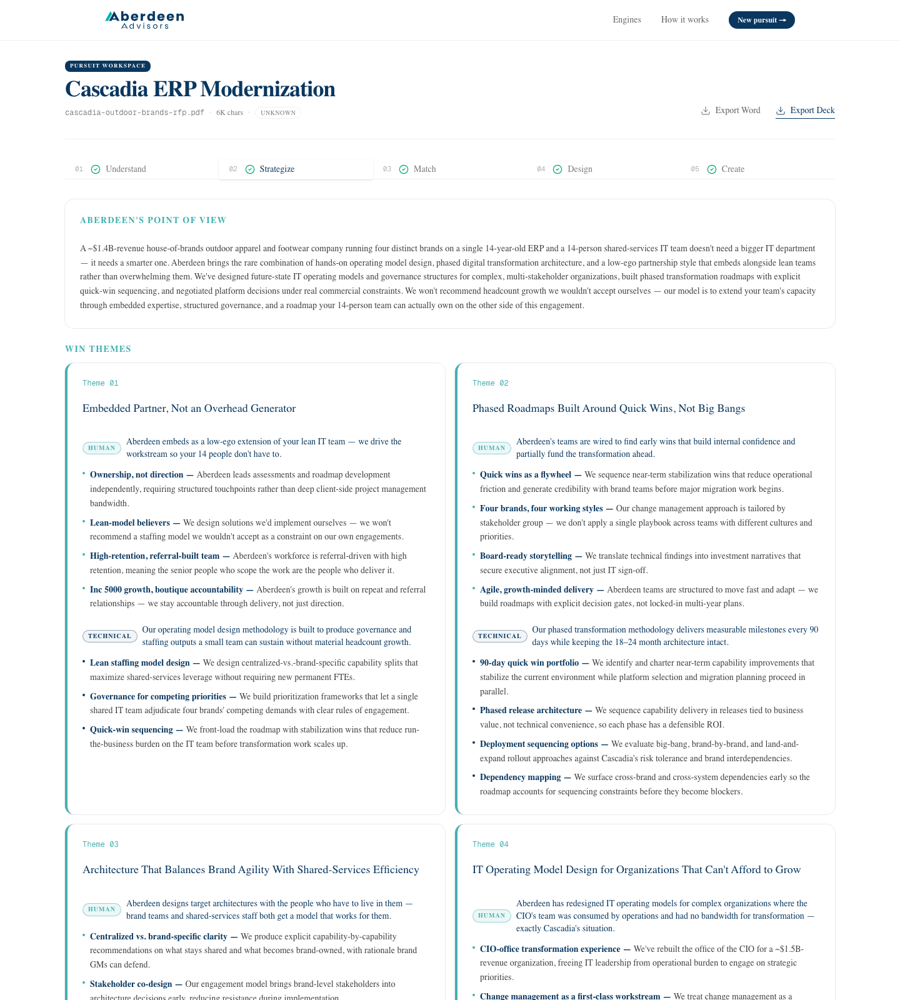 Aberdeen
Advisors
Engines
How it works
New pursuit →
PURSUIT WORKSPACE
Cascadia ERP Modernization
cascadia-outdoor-brands-rfp.pdf · 6K chars · UNKNOWN
Export Word
Export Deck
01 Understand
02 Strategize
03 Match
04 Design
05 Create
ABERDEEN'S POINT OF VIEW
A ~$1.4B-revenue house-of-brands outdoor apparel and footwear company running four distinct brands on a single 14-year-old ERP and a 14-person shared-services IT team doesn't need a bigger IT department
— it needs a smarter one. Aberdeen brings the rare combination of hands-on operating model design, phased digital transformation architecture, and a low-ego partnership style that embeds alongside lean teams
rather than overwhelming them. We've designed future-state IT operating models and governance structures for complex, multi-stakeholder organizations, built phased transformation roadmaps with explicit
quick-win sequencing, and negotiated platform decisions under real commercial constraints. We won't recommend headcount growth we wouldn't accept ourselves — our model is to extend your team's capacity
through embedded expertise, structured governance, and a roadmap your 14-person team can actually own on the other side of this engagement.
WIN THEMES
Theme 01
Embedded Partner, Not an Overhead Generator
HUMAN
Aberdeen embeds as a low-ego extension of your lean IT team — we drive the
workstream so your 14 people don't have to.
• Ownership, not direction — Aberdeen leads assessments and roadmap development
independently, requiring structured touchpoints rather than deep client-side project management
bandwidth.
• Lean-model believers — We design solutions we'd implement ourselves — we won't
recommend a staffing model we wouldn't accept as a constraint on our own engagements.
• High-retention, referral-built team — Aberdeen's workforce is referral-driven with high
retention, meaning the senior people who scope the work are the people who deliver it.
• Inc 5000 growth, boutique accountability — Aberdeen's growth is built on repeat and referral
relationships — we stay accountable through delivery, not just direction.
TECHNICAL
Our operating model design methodology is built to produce governance and
staffing outputs a small team can sustain without material headcount growth.
• Lean staffing model design — We design centralized-vs.-brand-specific capability splits that
maximize shared-services leverage without requiring new permanent FTEs.
• Governance for competing priorities — We build prioritization frameworks that let a single
shared IT team adjudicate four brands' competing demands with clear rules of engagement.
• Quick-win sequencing — We front-load the roadmap with stabilization wins that reduce run-
the-business burden on the IT team before transformation work scales up.
Theme 02
Phased Roadmaps Built Around Quick Wins, Not Big Bangs
HUMAN
Aberdeen's teams are wired to find early wins that build internal confidence and
partially fund the transformation ahead.
• Quick wins as a flywheel — We sequence near-term stabilization wins that reduce operational
friction and generate credibility with brand teams before major migration work begins.
• Four brands, four working styles — Our change management approach is tailored by
stakeholder group — we don't apply a single playbook across teams with different cultures and
priorities.
• Board-ready storytelling — We translate technical findings into investment narratives that
secure executive alignment, not just IT sign-off.
• Agile, growth-minded delivery — Aberdeen teams are structured to move fast and adapt — we
build roadmaps with explicit decision gates, not locked-in multi-year plans.
TECHNICAL
Our phased transformation methodology delivers measurable milestones every 90
days while keeping the 18–24 month architecture intact.
• 90-day quick win portfolio — We identify and charter near-term capability improvements that
stabilize the current environment while platform selection and migration planning proceed in
parallel.
• Phased release architecture — We sequence capability delivery in releases tied to business
value, not technical convenience, so each phase has a defensible ROI.
• Deployment sequencing options — We evaluate big-bang, brand-by-brand, and land-and-
expand rollout approaches against Cascadia's risk tolerance and brand interdependencies.
• Dependency mapping — We surface cross-brand and cross-system dependencies early so the
roadmap accounts for sequencing constraints before they become blockers.
Theme 03
Architecture That Balances Brand Agility With Shared-Services Efficiency
HUMAN
Aberdeen designs target architectures with the people who have to live in them —
brand teams and shared-services staff both get a model that works for them.
• Centralized vs. brand-specific clarity — We produce explicit capability-by-capability
recommendations on what stays shared and what becomes brand-owned, with rationale brand
GMs can defend.
• Stakeholder co-design — Our engagement model brings brand-level stakeholders into
architecture decisions early, reducing resistance during implementation.
Theme 04
IT Operating Model Design for Organizations That Can't Afford to Grow
HUMAN
Aberdeen has redesigned IT operating models for complex organizations where the
CIO's team was consumed by operations and had no bandwidth for transformation —
exactly Cascadia's situation.
• CIO-office transformation experience — We've rebuilt the office of the CIO for a ~$1.5B-
revenue organization, freeing IT leadership from operational burden to engage on strategic
priorities.
• Change management as a first-class workstream — We treat change management as a